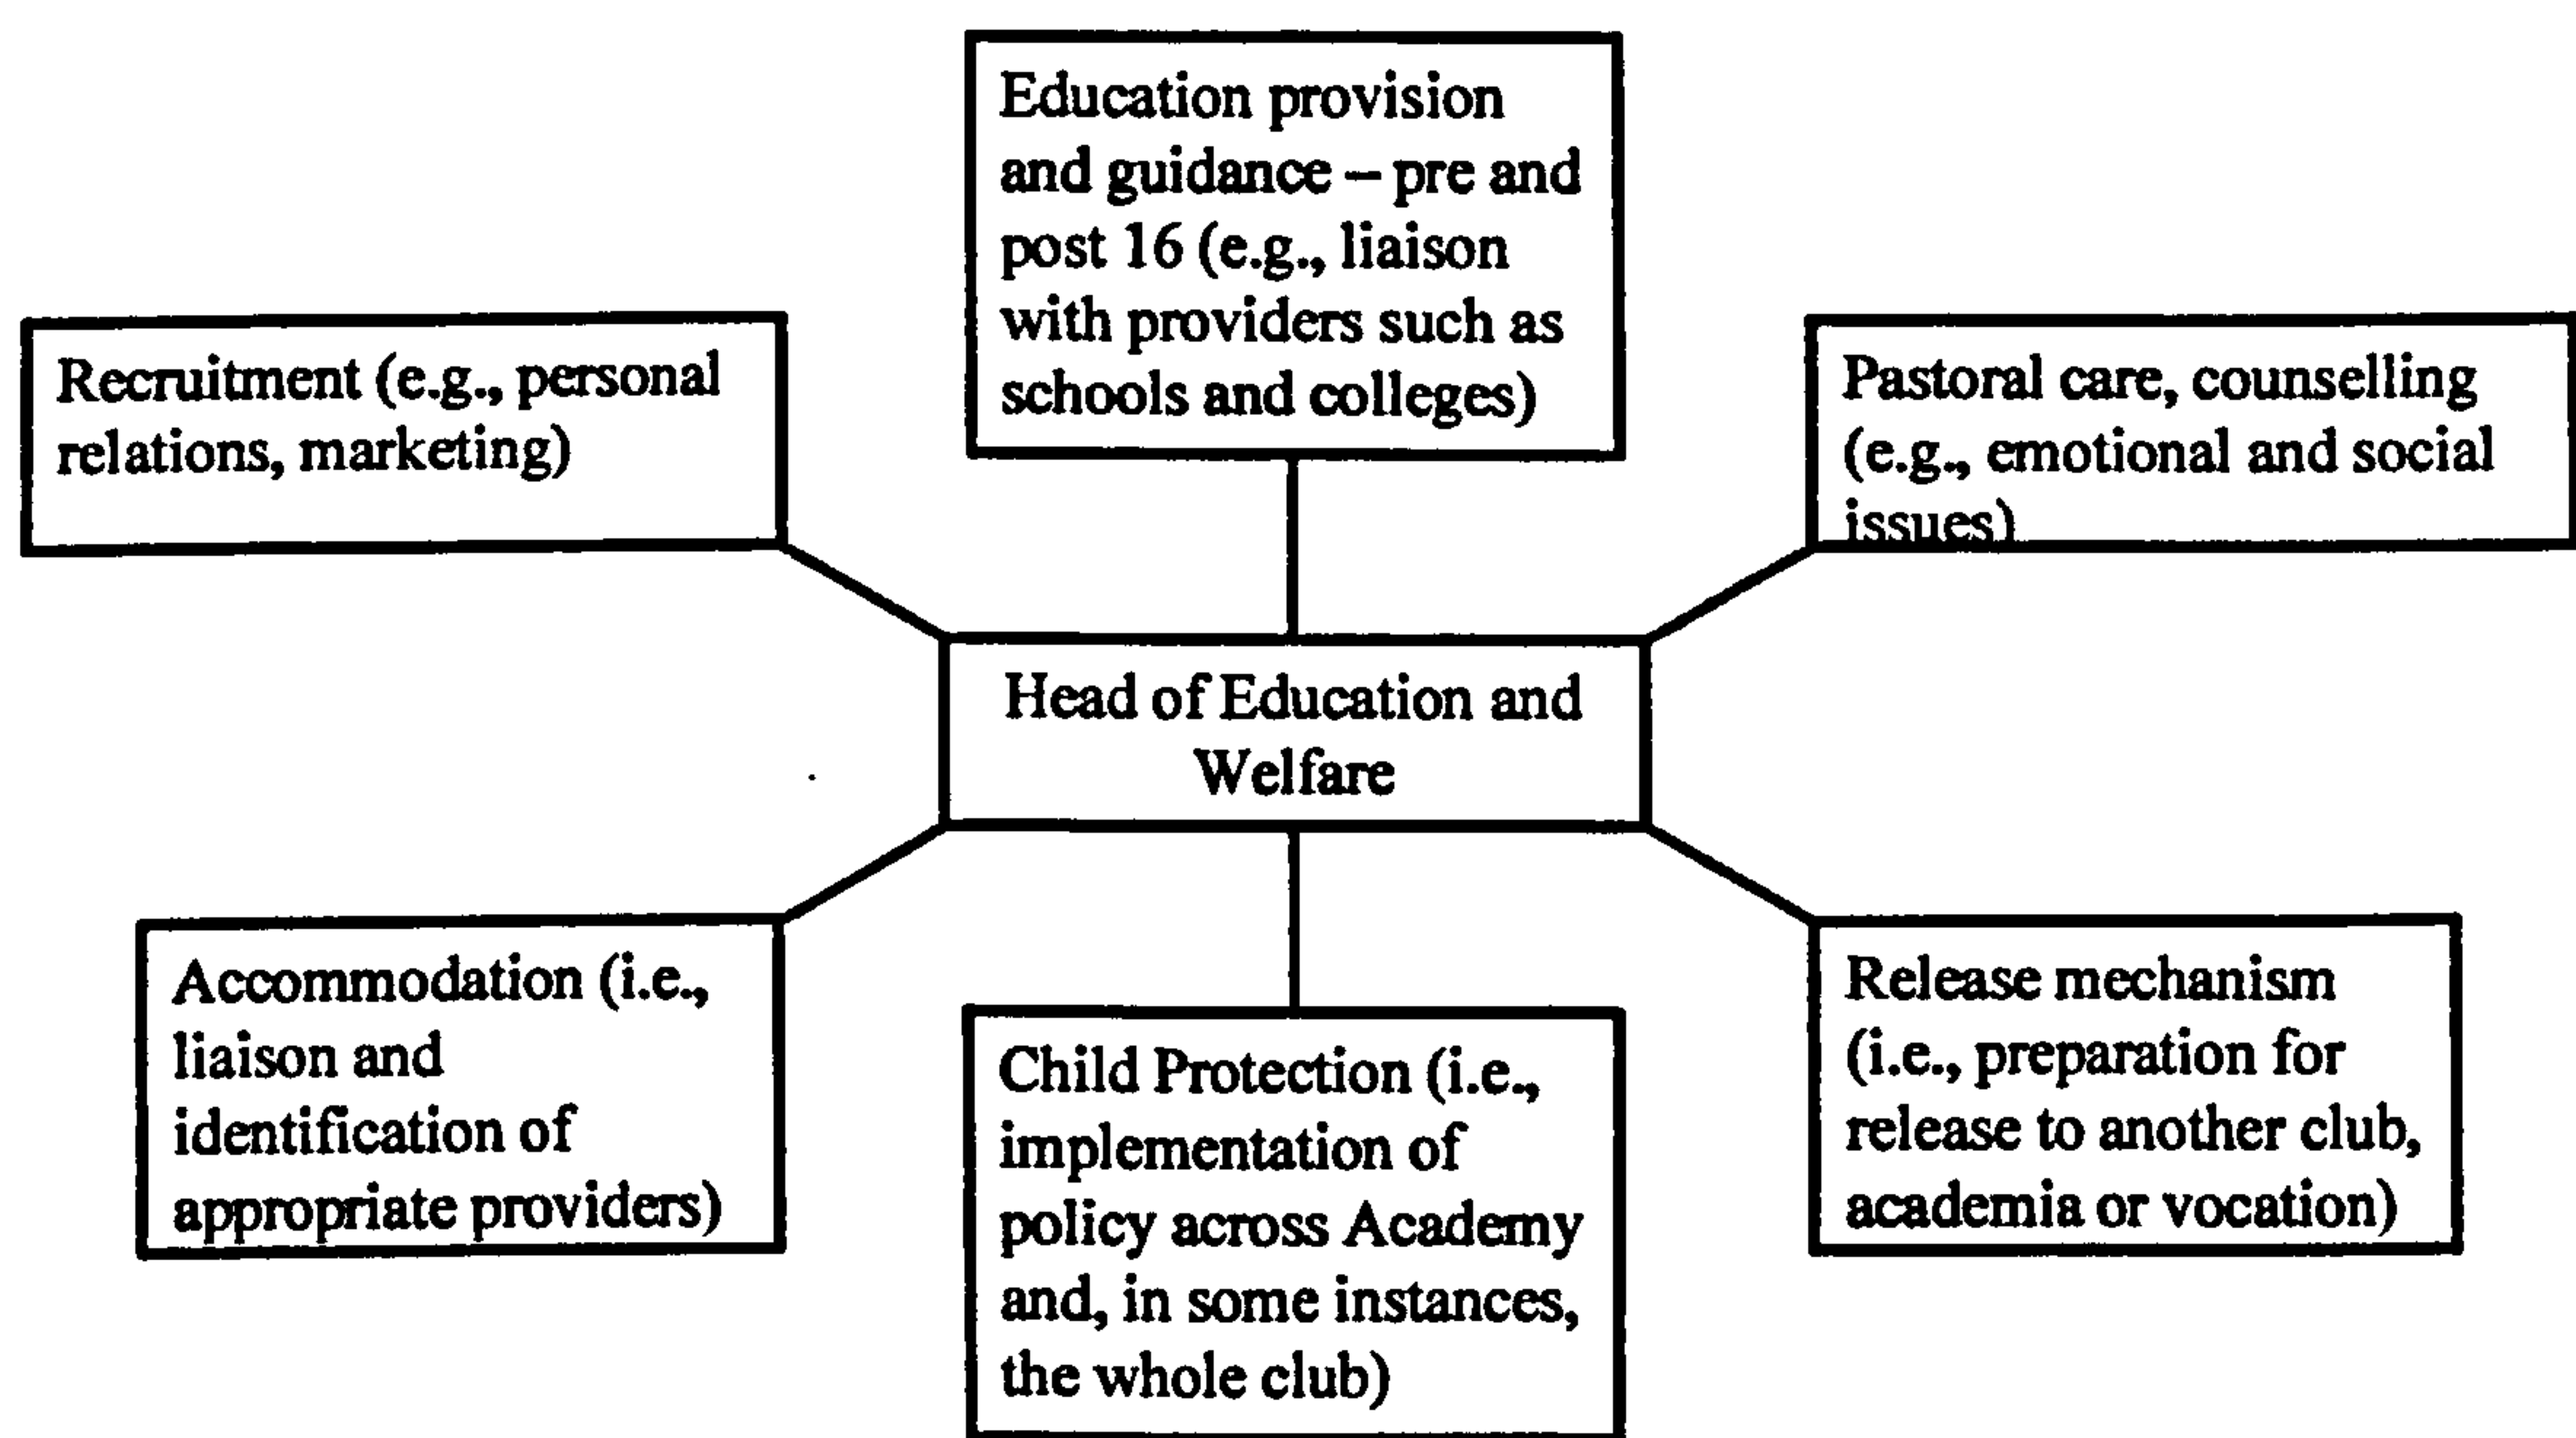 Education provision
and guidance – pre and
post 16 (e.g., liaison
with providers such as
schools and colleges)
Recruitment (e.g., personal
relations, marketing)
Pastoral care, counselling
(e.g., emotional and social
issues)
Head of Education and
Welfare
Accommodation (i.e.,
liaison and
identification of
appropriate providers)
Child Protection (i.e.,
implementation of
policy across Academy
and, in some instances,
the whole club)
Release mechanism
(i.e., preparation for
release to another club,
academia or vocation)